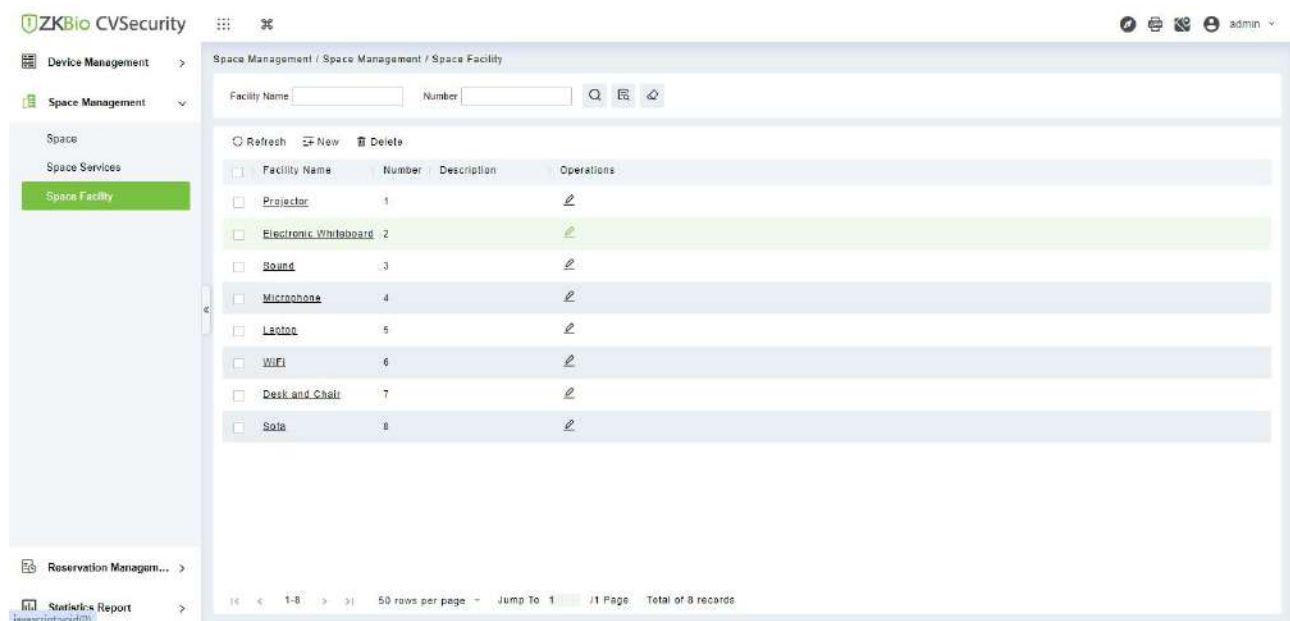 ZKBio CVSecurity
admin
Device Management
Space Management / Space Management / Space Facility
Space Management
Facility Name
Number
Space
Space Services
Space Facility
Refresh New Delete
Facility Name Number Description Operations
Projector 1
Electronic Whiteboard 2
Sound 3
Microphone 4
Laptop 5
WiFi 6
Desk and Chair 7
Sofa 8
Reservation Managem...
Statistics Report
1-8 50 rows per page Jump To 1 /1 Page Total of 8 records
javascript:void(0)